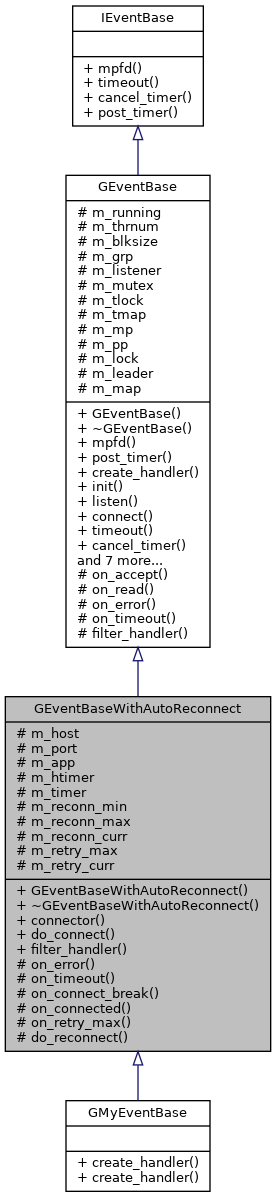 IEventBase
+ mpfd()
+ timeout()
+ cancel_timer()
+ post_timer()
GEventBase
# m_running
# m_thrnum
# m_blksize
# m_grp
# m_listener
# m_mutex
# m_tlock
# m_tmap
# m_mp
# m_pp
# m_lock
# m_leader
# m_map
+ GEventBase()
+ ~GEventBase()
+ mpfd()
+ post_timer()
+ create_handler()
+ init()
+ listen()
+ connect()
+ timeout()
+ cancel_timer()
and 7 more...
# on_accept()
# on_read()
# on_error()
# on_timeout()
# filter_handler()
GEventBaseWithAutoReconnect
# m_host
# m_port
# m_app
# m_htimer
# m_timer
# m_reconn_min
# m_reconn_max
# m_reconn_curr
# m_retry_max
# m_retry_curr
+ GEventBaseWithAutoReconnect()
+ ~GEventBaseWithAutoReconnect()
+ connector()
+ do_connect()
+ filter_handler()
# on_error()
# on_timeout()
# on_connect_break()
# on_connected()
# on_retry_max()
# do_reconnect()
GMyEventBase
+ create_handler()
+ create_handler()